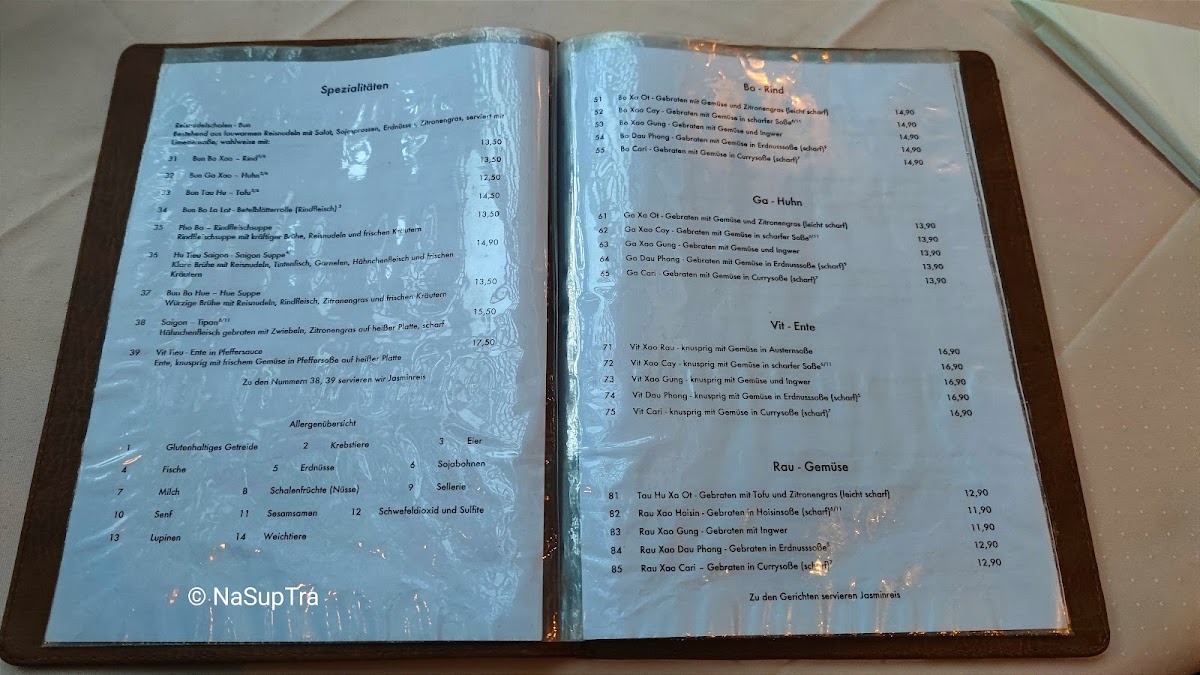 Spezialitäten
Reisnudelschalen - Bun
Bestehend aus lauwarmen Reisnudeln mit Salat, Sojasprossen, Erdnüsse, Zitronengras, serviert mit
Limettensoße, wahlweise mit:
31 Bun Bo Xao – Rind 13,50
32 Bun Ga Xao – Huhn 13,50
33 Bun Tau Hu – Tofu 12,50
34 Bun Bo La Lot - Betelblätterrolle (Rindfleisch) 14,50
35 Pho Bo – Rindfleischsuppe 13,50
Rindfleischsuppe mit kräftiger Brühe, Reisnudeln und frischen Kräutern
36 Hu Tieu Saigon - Saigon Suppe 14,90
Klare Brühe mit Reisnudeln, Tintenfisch, Garnelen, Hähnchenfleisch und frischen
Kräutern
37 Bun Bo Hue – Hue Suppe 13,50
Würzige Brühe mit Reisnudeln, Rindfleisch, Zitronengras und frischen Kräutern
38 Saigon – Tipan⁶/¹¹ 15,50
Hähnchenfleisch gebraten mit Zwiebeln, Zitronengras auf heißer Platte, scharf
39 Vit Tieu - Ente in Pfeffersauce 17,50
Ente, knusprig mit frischem Gemüse in Pfeffersoße auf heißer Platte
Zu den Nummern 38, 39 servieren wir Jasminreis
Allergenübersicht
1 Glutenhaltiges Getreide 2 Krebstiere 3 Eier
4 Fische 5 Erdnüsse 6 Sojabohnen
7 Milch 8 Schalenfrüchte (Nüsse) 9 Sellerie
10 Senf 11 Sesamsamen 12 Schwefeldioxid und Sulfite
13 Lupinen 14 Weichtiere
© NaSupTra
Bo - Rind
51 Bo Xa Ot - Gebraten mit Gemüse und Zitronengras (leicht scharf) 14,90
52 Bo Xao Cay - Gebraten mit Gemüse in scharfer Soße⁶/¹¹ 14,90
53 Bo Xao Gung - Gebraten mit Gemüse und Ingwer 14,90
54 Bo Dau Phong - Gebraten mit Gemüse in Erdnusssoße (scharf) 14,90
55 Bo Cari - Gebraten mit Gemüse in Currysoße (scharf)⁷ 14,90
Ga - Huhn
61 Ga Xa Ot - Gebraten mit Gemüse und Zitronengras (leicht scharf) 13,90
62 Ga Xao Cay - Gebraten mit Gemüse in scharfer Soße⁶/¹¹ 13,90
63 Ga Xao Gung - Gebraten mit Gemüse und Ingwer 13,90
64 Ga Dau Phong - Gebraten mit Gemüse in Erdnusssoße (scharf)⁵ 13,90
65 Ga Cari - Gebraten mit Gemüse in Currysoße (scharf)⁷ 13,90
Vit - Ente
71 Vit Xao Rau - knusprig mit Gemüse in Austernsoße 16,90
72 Vit Xao Cay - knusprig mit Gemüse in scharfer Soße⁶/¹¹ 16,90
73 Vit Xao Gung - knusprig mit Gemüse und Ingwer 16,90
74 Vit Dau Phong - knusprig mit Gemüse in Erdnusssoße (scharf)⁵ 16,90
75 Vit Cari - knusprig mit Gemüse in Currysoße (scharf)⁷ 16,90
Rau - Gemüse
81 Tau Hu Xa Ot - Gebraten mit Tofu und Zitronengras (leicht scharf) 12,90
82 Rau Xao Hoisin - Gebraten in Hoisinsoße (scharf)⁶/¹¹ 11,90
83 Rau Xao Gung - Gebraten mit Ingwer 11,90
84 Rau Xao Dau Phong - Gebraten in Erdnusssoße⁵ 12,90
85 Rau Xao Cari – Gebraten in Currysoße (scharf)⁷ 12,90
Zu den Gerichten servieren Jasminreis